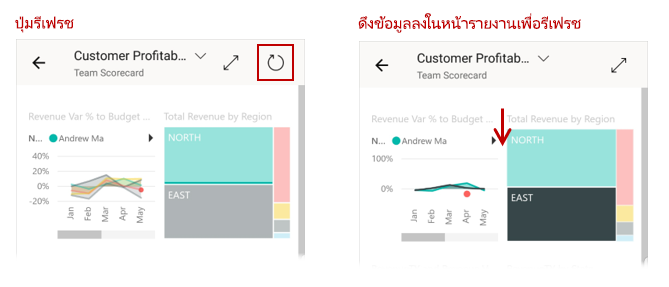 ปุ่มรีเฟรช
Customer Profitab...
Team Scorecard
Revenue Var % to Budget ...
Total Revenue by Region
N...
Andrew Ma
40%
20%
0%
-20%
Jan
Feb
Mar
Apr
May
NORTH
EAST
ดึงข้อมูลลงในหน้ารายงานเพื่อรีเฟรช
Customer Profitab...
Team Scorecard
Revenue Var % to Budget ...
Total Revenue by Region
N...
Andrew Ma
100%
0%
Jan
Feb
Mar
Apr
May
NORTH
EAST